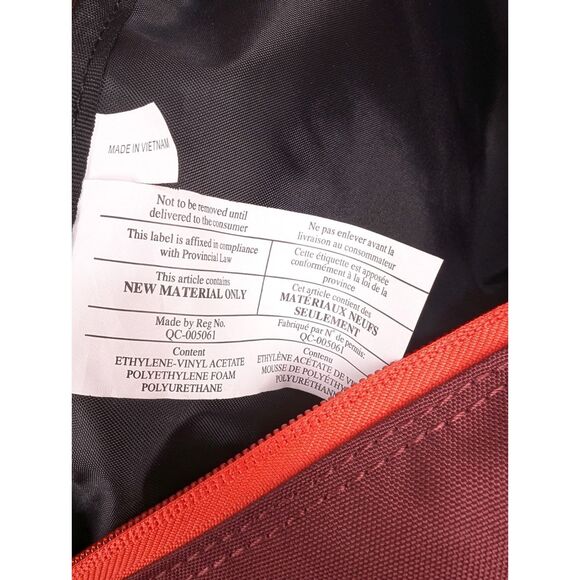 MADE IN VIETNAM
Not to be removed until
delivered to the consumer
This label is affixed in compliance
with Provincial Law
This article contains
NEW MATERIAL ONLY
Made by Reg No.
QC-005061
Content
ETHYLENE-VINYL ACETATE
POLYETHYLENE FOAM
POLYURETHANE
Ne pas enlever avant la
livraison au consommateur
Cette étiquette est apposée
conformément à la loi de la
province
Cet article contient des
MATÉRIAUX NEUFS
SEULEMENT
Fabriqué par N° de permis:
QC-005061
Contenu
ETHYLÈNE ACÉTATE DE
MOUSSE DE
POLYURETHANE